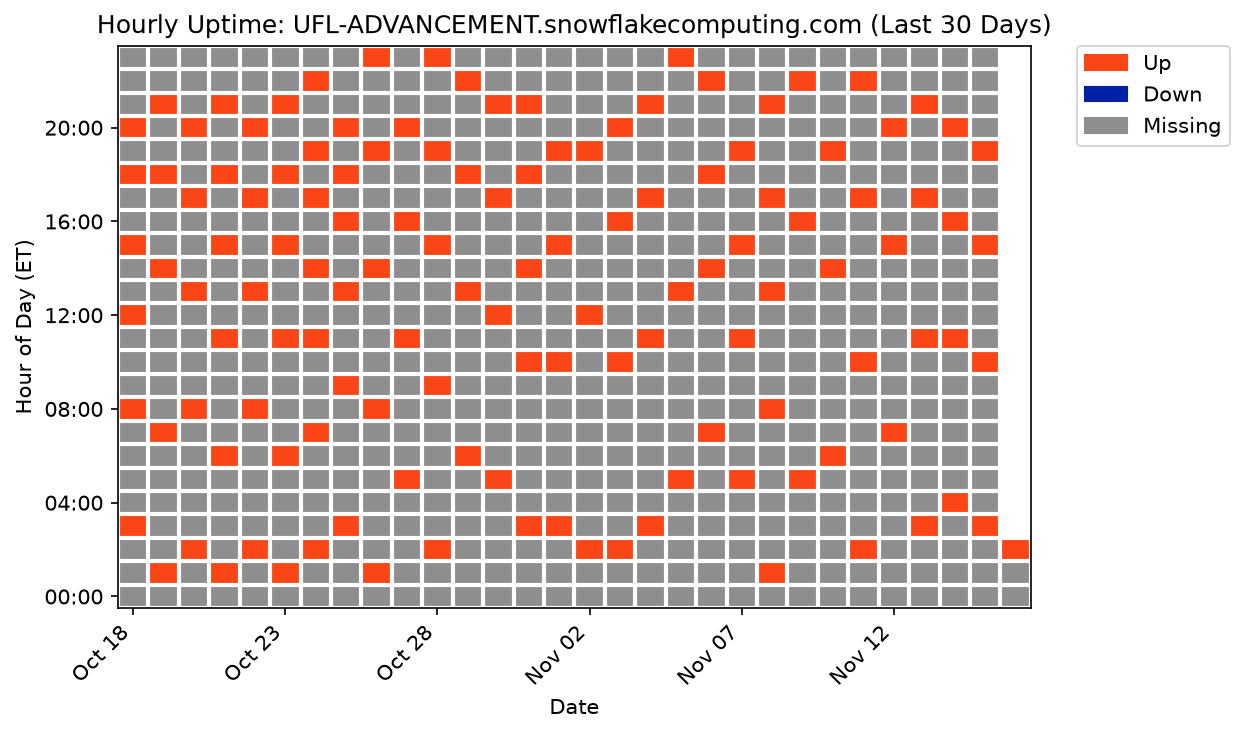 Hourly Uptime: UFL-ADVANCEMENT.snowflakecomputing.com (Last 30 Days)
Up
Down
Missing
20:00
16:00
12:00
08:00
04:00
00:00
Hour of Day (ET)
Oct 18
Oct 23
Oct 28
Nov 02
Nov 07
Nov 12
Date